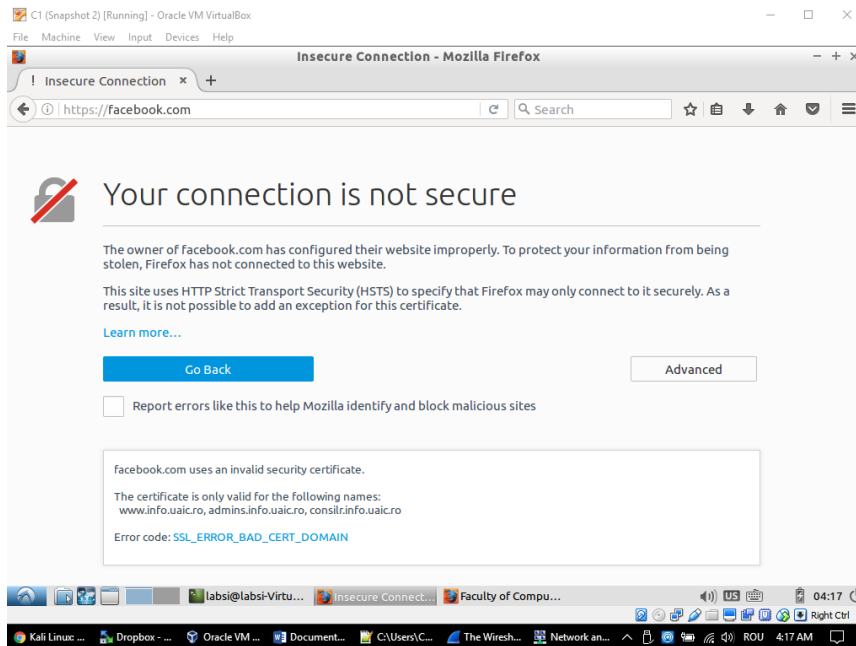 C1 (Snapshot 2) [Running] - Oracle VM VirtualBox
File Machine View Input Devices Help
Insecure Connection - Mozilla Firefox
! Insecure Connection × +
https://facebook.com
Search
Your connection is not secure
The owner of facebook.com has configured their website improperly. To protect your information from being
stolen, Firefox has not connected to this website.
This site uses HTTP Strict Transport Security (HSTS) to specify that Firefox may only connect to it securely. As a
result, it is not possible to add an exception for this certificate.
Learn more...
Go Back
Advanced
Report errors like this to help Mozilla identify and block malicious sites
facebook.com uses an invalid security certificate.
The certificate is only valid for the following names:
www.info.uaic.ro, admins.info.uaic.ro, consilr.info.uaic.ro
Error code: SSL_ERROR_BAD_CERT_DOMAIN
labsi@labsi-Virtu... Insecure Connect... Faculty of Compu... US 04:17
Right Ctrl
Kali Linux: ... Dropbox - ... Oracle VM ... Document... C:\Users\C... The Wiresh... Network an... ROU 4:17 AM